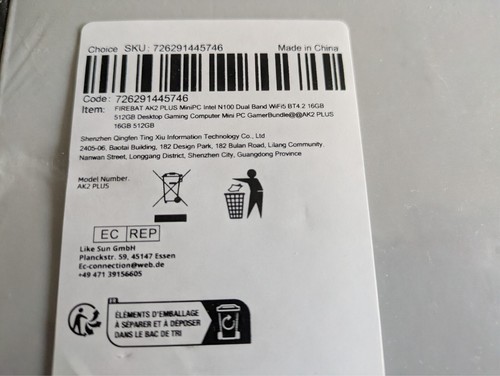 Choice SKU: 726291445746 Made in China
Code: 726291445746
Item: FIREBAT AK2 PLUS MiniPC Intel N100 Dual Band WiFi5 BT4.2 16GB
512GB Desktop Gaming Computer Mini PC GamerBundle@@AK2 PLUS
16GB 512GB
Shenzhen Qingfen Ting Xiu Information Technology Co., Ltd
2405-06, Baotai Building, 182 Design Park, 182 Bulan Road, Lilang Community,
Nanwan Street, Longgang District, Shenzhen City, Guangdong Province
Model Number:
AK2 PLUS
EC REP
Like Sun GmbH
Planckstr. 59, 45147 Essen
Ec-connection@web.de
+49 471 39156605
FR
ÉLÉMENTS D'EMBALLAGE
À SÉPARER ET À DÉPOSER
DANS LE BAC DE TRI